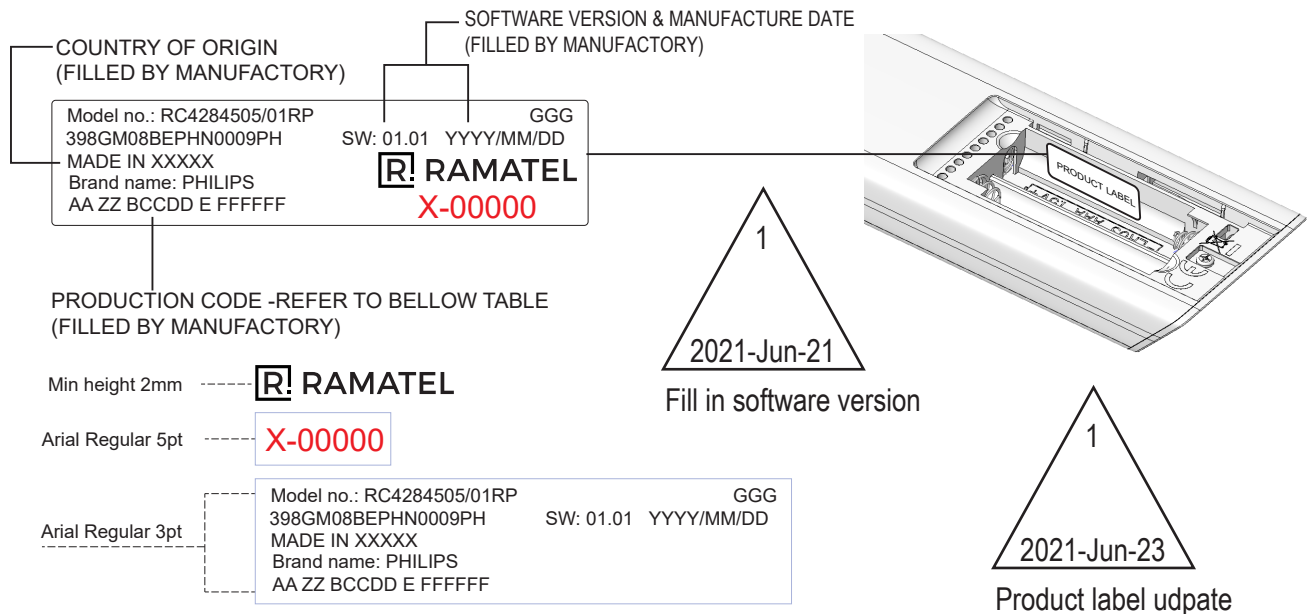 SOFTWARE VERSION & MANUFACTURE DATE
(FILLED BY MANUFACTORY)
COUNTRY OF ORIGIN
(FILLED BY MANUFACTORY)
Model no.: RC4284505/01RP GGG
398GM08BEPHN0009PH SW: 01.01 YYYY/MM/DD
MADE IN XXXXX
R! RAMATEL
Brand name: PHILIPS
AA ZZ BCCDD E FFFFFF
X-00000
PRODUCT LABEL
PRODUCTION CODE -REFER TO BELLOW TABLE
(FILLED BY MANUFACTORY)
1
2021-Jun-21
Fill in software version
Min height 2mm
R! RAMATEL
Arial Regular 5pt
X-00000
Arial Regular 3pt
Model no.: RC4284505/01RP GGG
398GM08BEPHN0009PH SW: 01.01 YYYY/MM/DD
MADE IN XXXXX
Brand name: PHILIPS
AA ZZ BCCDD E FFFFFF
1
2021-Jun-23
Product label udpate